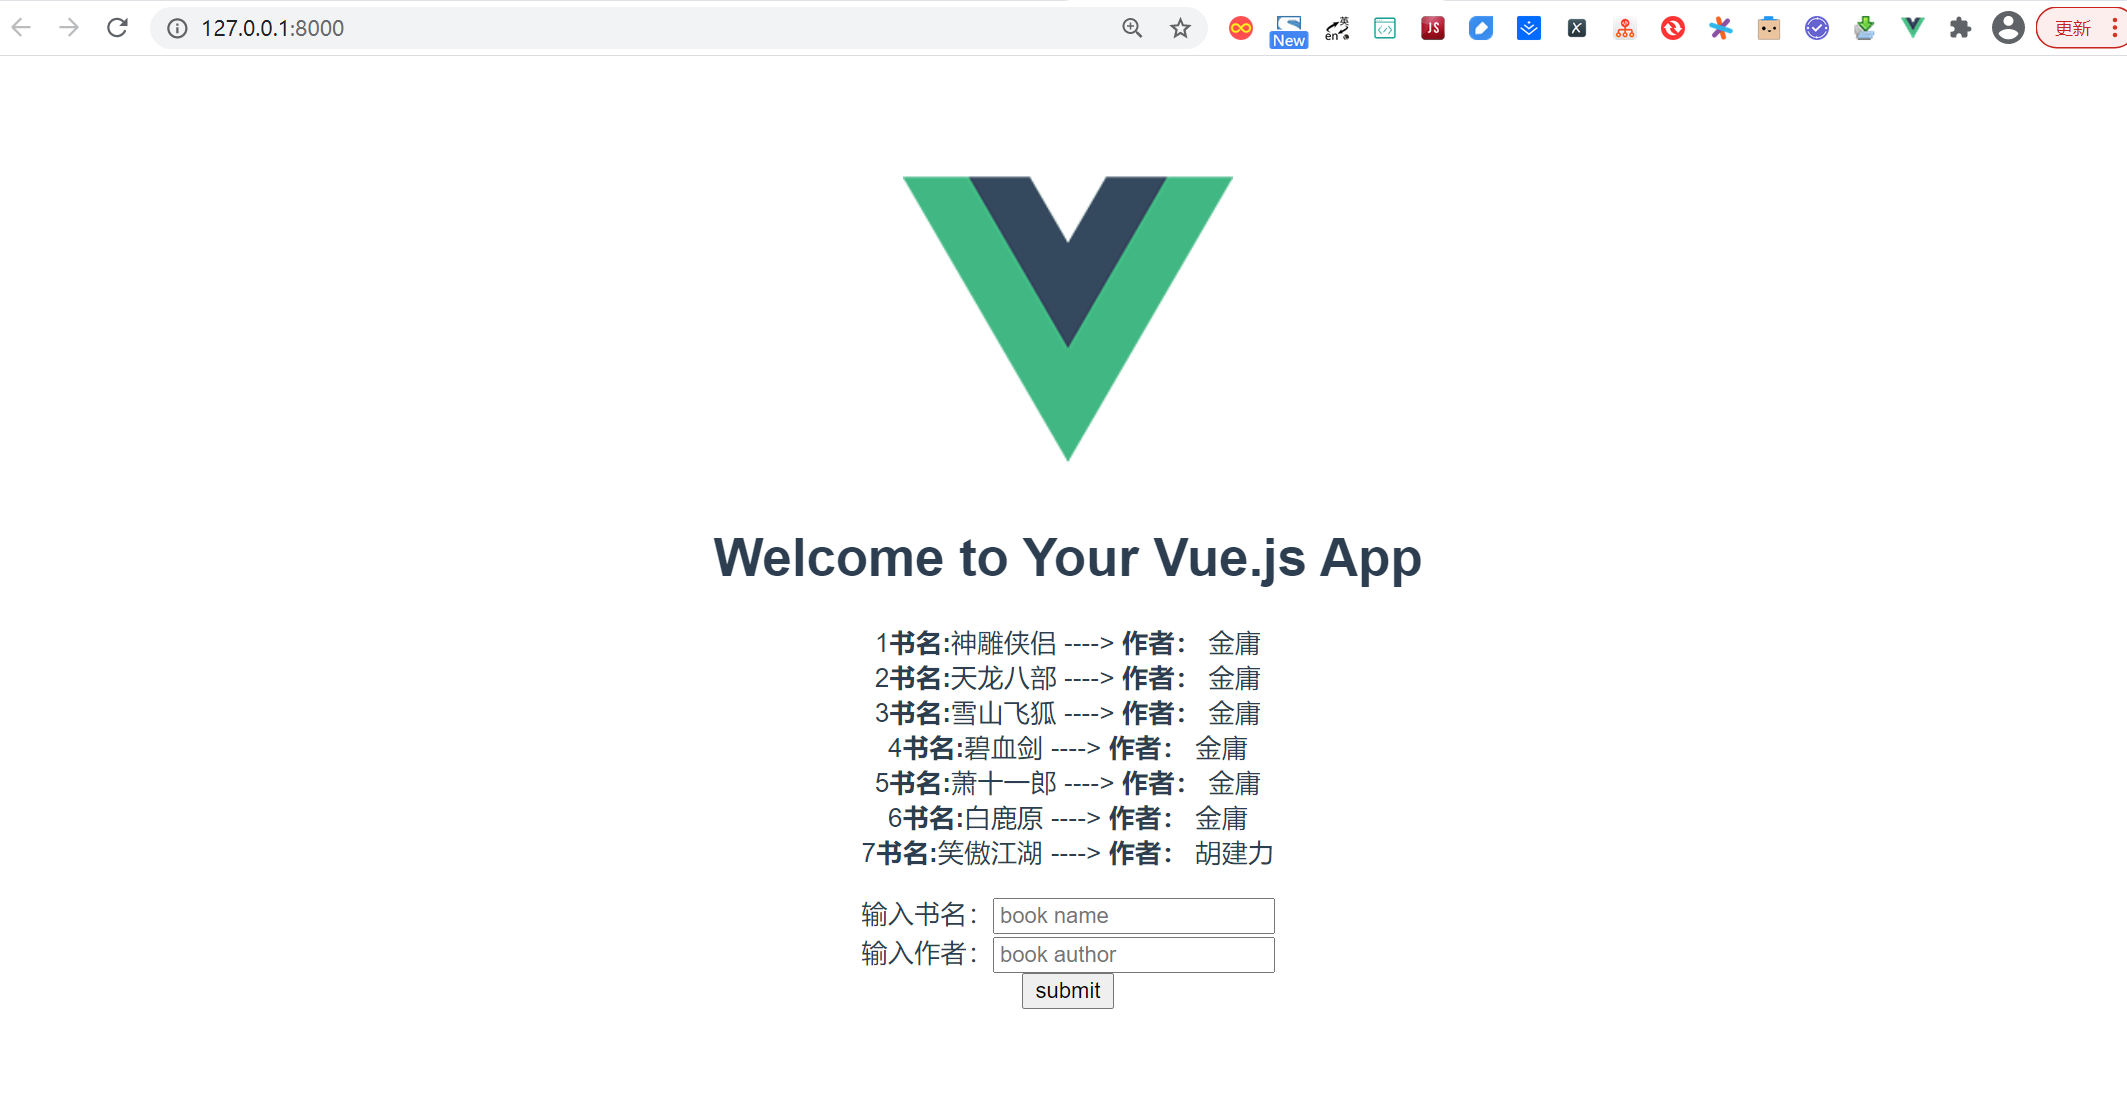 127.0.0.1:8000
New
英
en
JS
X
更新
Welcome to Your Vue.js App
1书名:神雕侠侣 ----> 作者： 金庸
2书名:天龙八部 ----> 作者： 金庸
3书名:雪山飞狐 ----> 作者： 金庸
4书名:碧血剑 ----> 作者： 金庸
5书名:萧十一郎 ----> 作者： 金庸
6书名:白鹿原 ----> 作者： 金庸
7书名:笑傲江湖 ----> 作者： 胡建力
输入书名： book name
输入作者： book author
submit